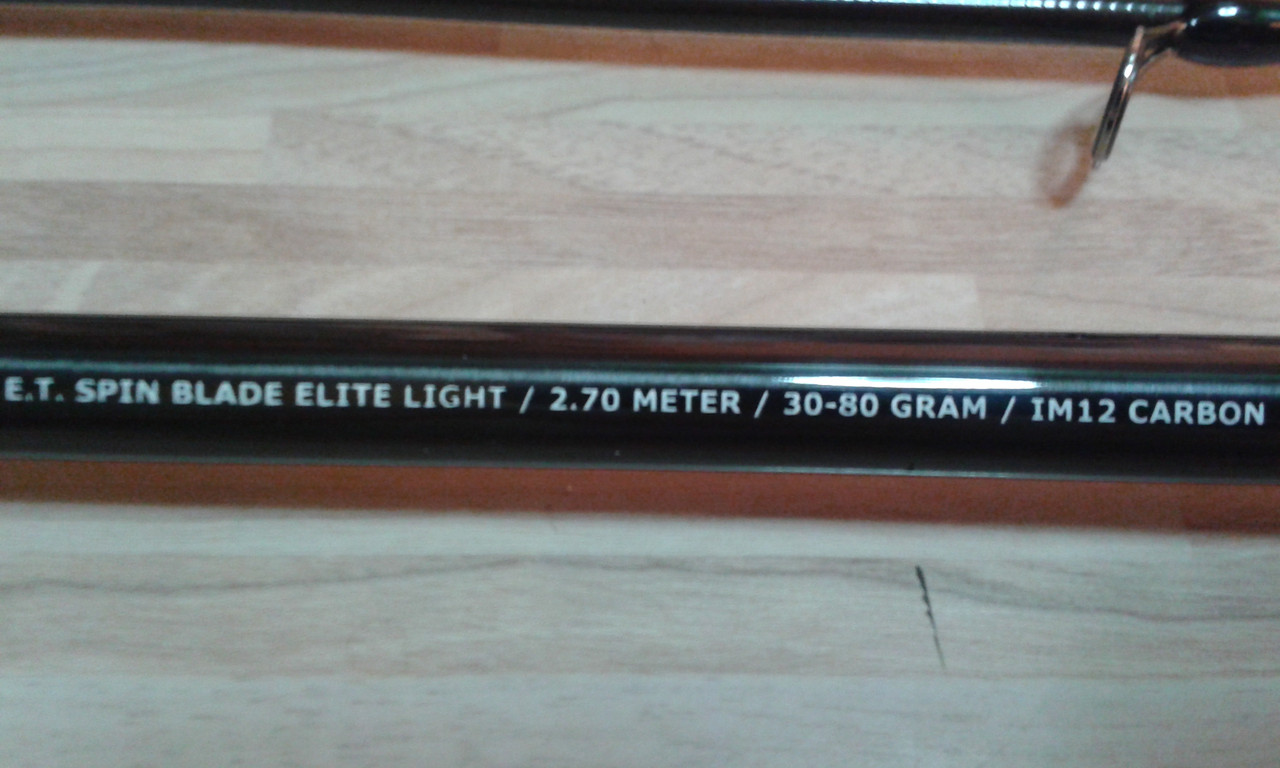 E.T. SPIN BLADE ELITE LIGHT / 2.70 METER / 30-80 GRAM / IM12 CARBON